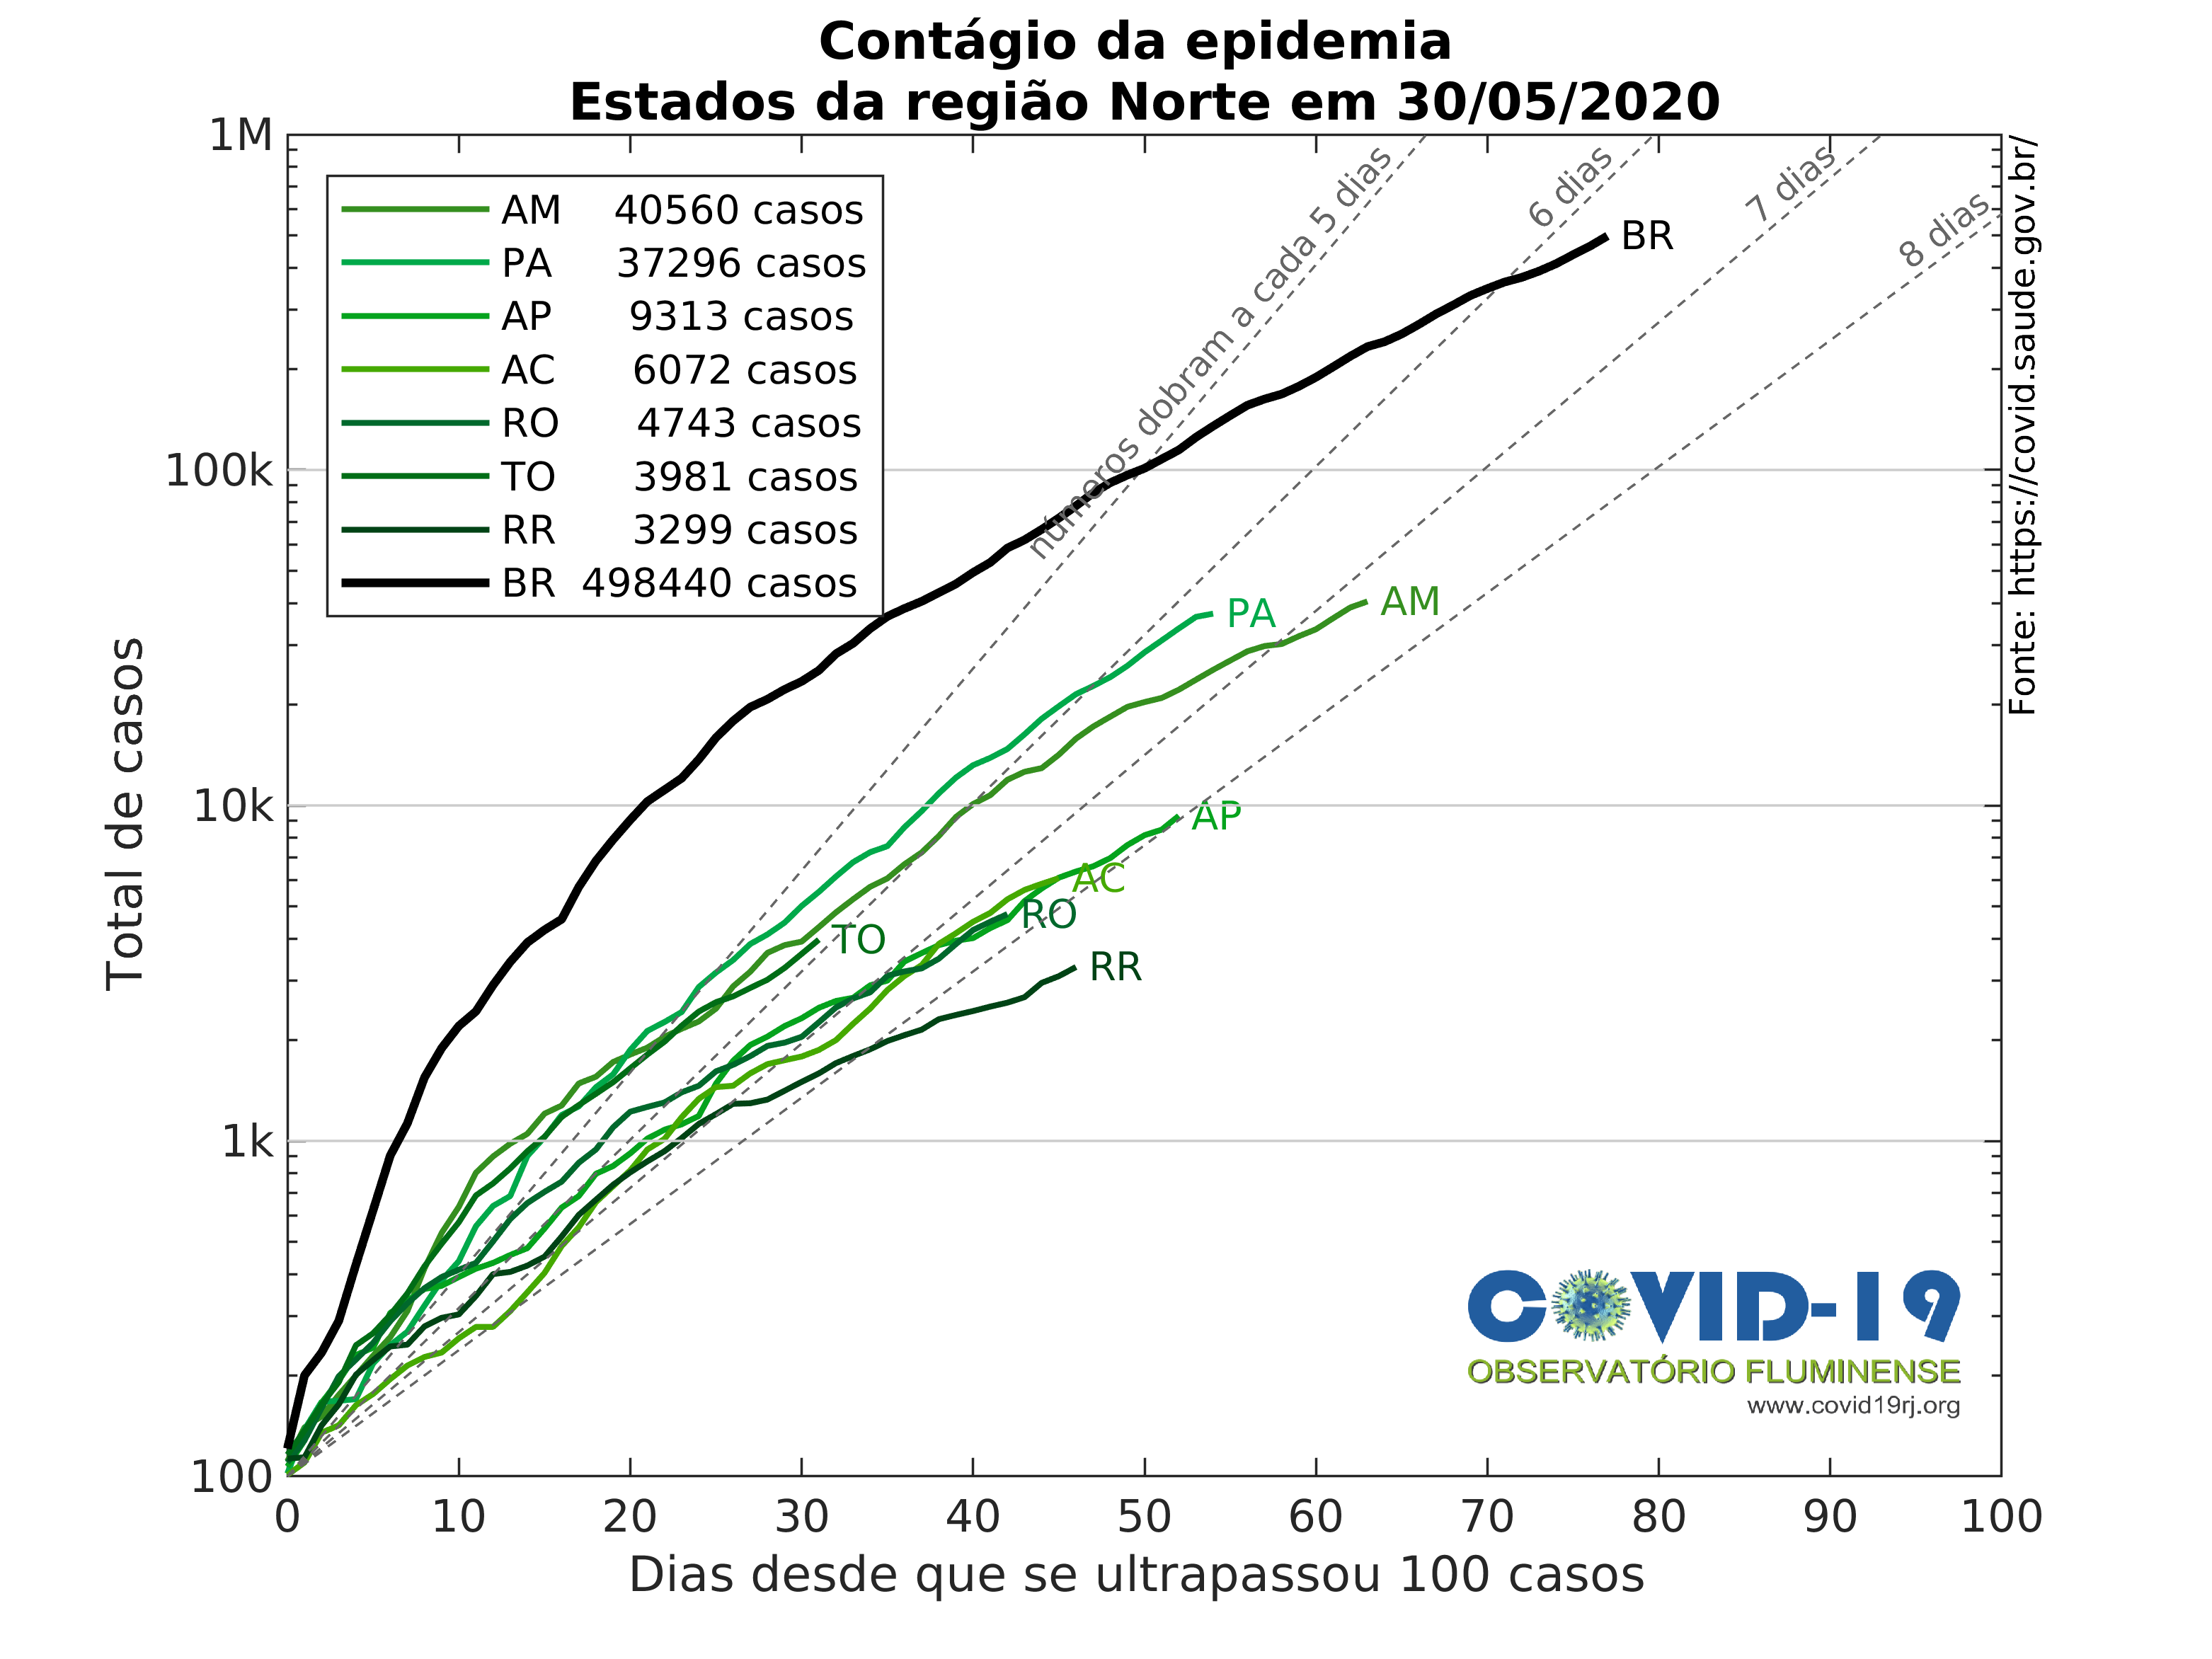 Contágio da epidemia
Estados da região Norte em 30/05/2020
1M
100k
10k
1k
100
Total de casos
AM 40560 casos
PA 37296 casos
AP 9313 casos
AC 6072 casos
RO 4743 casos
TO 3981 casos
RR 3299 casos
BR 498440 casos
números dobram a cada 5 dias
6 dias
7 dias
8 dias
BR
PA
AM
AP
AC
RO
TO
RR
Fonte: https://covid.saude.gov.br/
COVID-19
OBSERVATÓRIO FLUMINENSE
www.covid19rj.org
0 10 20 30 40 50 60 70 80 90 100
Dias desde que se ultrapassou 100 casos